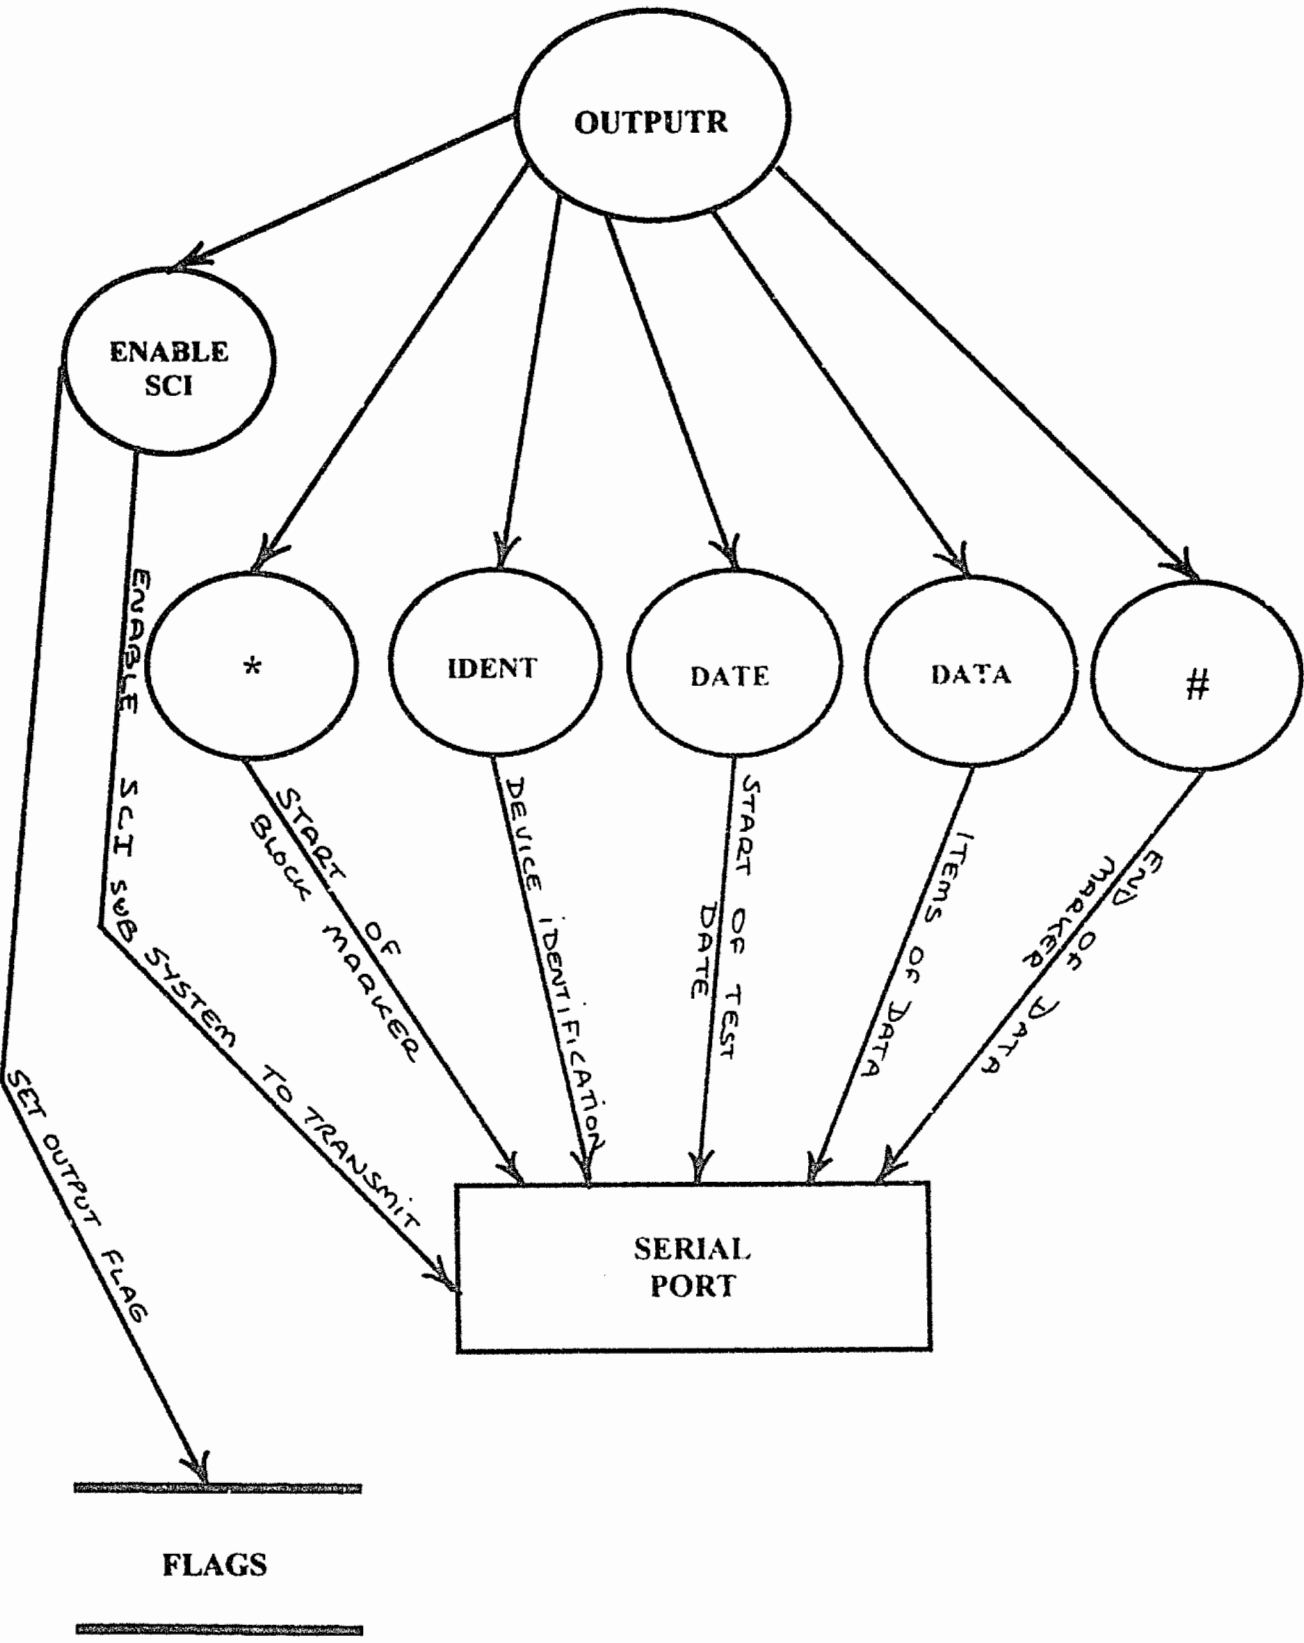 OUTPUTR
ENABLE
SCI
*
IDENT
DATE
DATA
#
ENABLE SCI SUB SYSTEM TO TRANSMIT
START OF
BLOCK MARKER
DEVICE IDENTIFICATION
START OF TEST
DATE
ITEMS OF DATA
END OF DATA
MARKER
SET OUTPUT FLAG
SERIAL
PORT
FLAGS